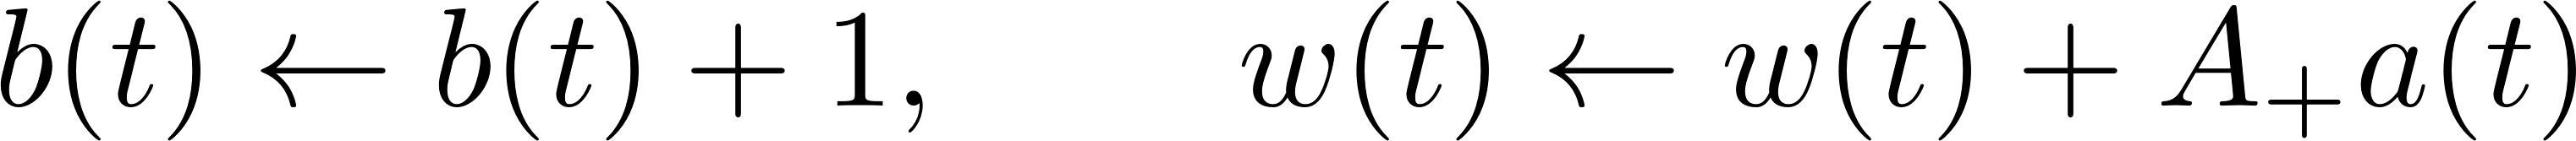 b(t) ← b(t) + 1, w(t) ← w(t) + A₊a(t)